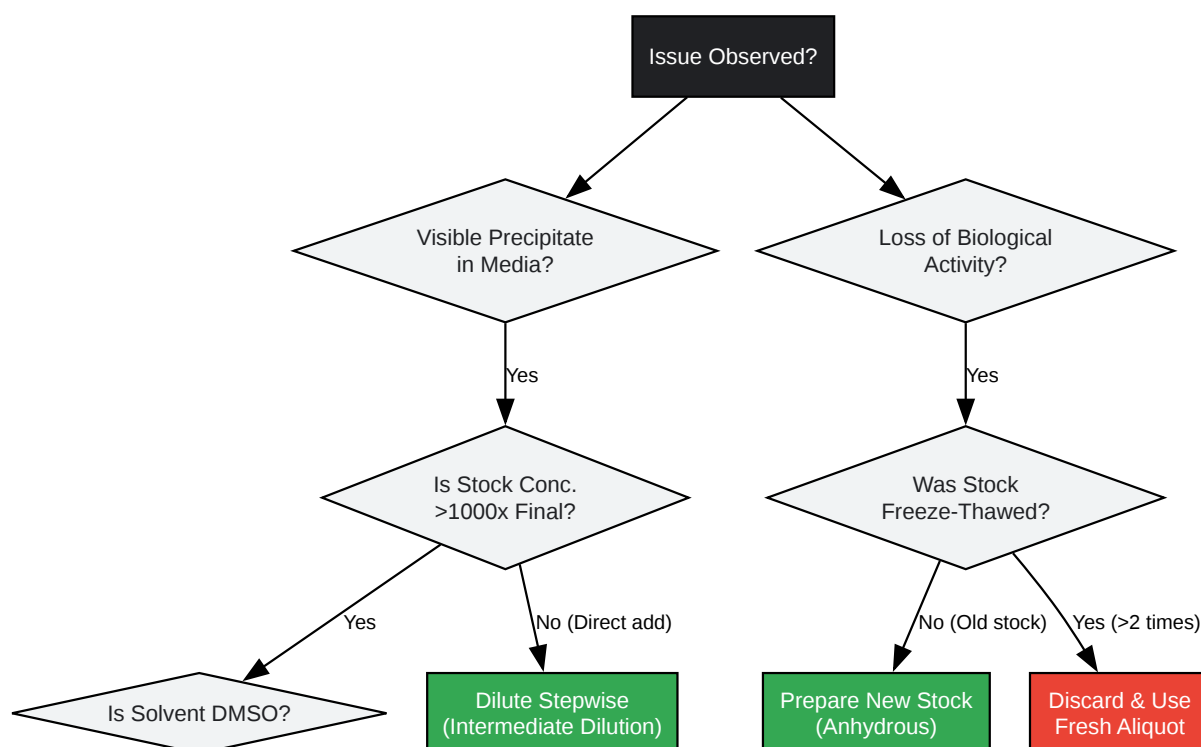 Issue Observed?
Visible Precipitate
in Media?
Loss of Biological
Activity?
Yes
Yes
Is Stock Conc.
>1000x Final?
Was Stock
Freeze-Thawed?
Yes
No (Direct add)
No (Old stock)
Yes (>2 times)
Is Solvent DMSO?
Dilute Stepwise
(Intermediate Dilution)
Prepare New Stock
(Anhydrous)
Discard & Use
Fresh Aliquot